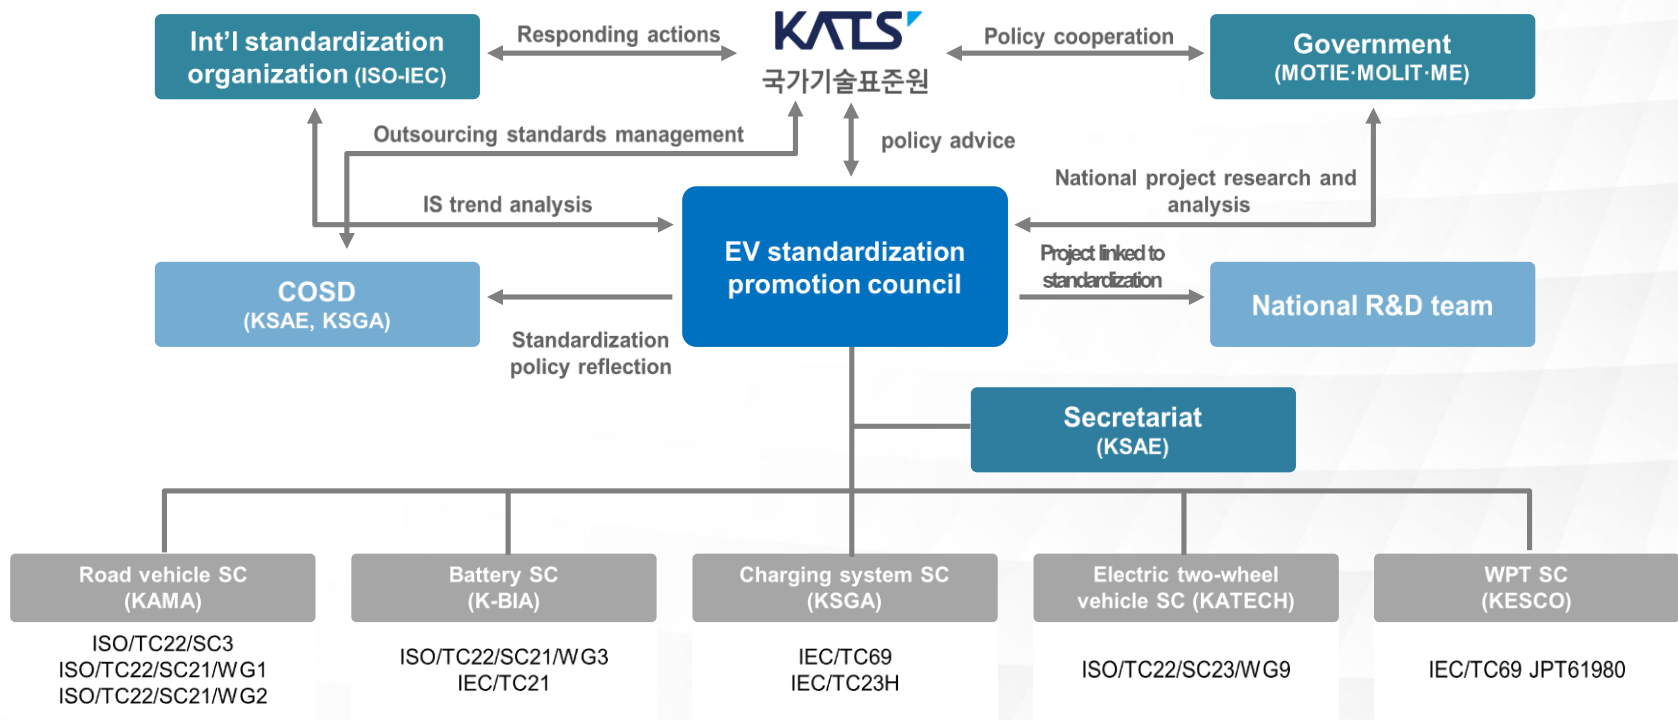 Int'l standardization
organization (ISO-IEC)
Responding actions
KATS
국가기술표준원
Policy cooperation
Government
(MOTIE·MOLIT·ME)
Outsourcing standards management
policy advice
IS trend analysis
National project research and
analysis
EV standardization
promotion council
Project linked to
standardization
COSD
(KSAE, KSGA)
National R&D team
Standardization
policy reflection
Secretariat
(KSAE)
Road vehicle SC
(KAMA)
ISO/TC22/SC3
ISO/TC22/SC21/WG1
ISO/TC22/SC21/WG2
Battery SC
(K-BIA)
ISO/TC22/SC21/WG3
IEC/TC21
Charging system SC
(KSGA)
IEC/TC69
IEC/TC23H
Electric two-wheel
vehicle SC (KATECH)
ISO/TC22/SC23/WG9
WPT SC
(KESCO)
IEC/TC69 JPT61980